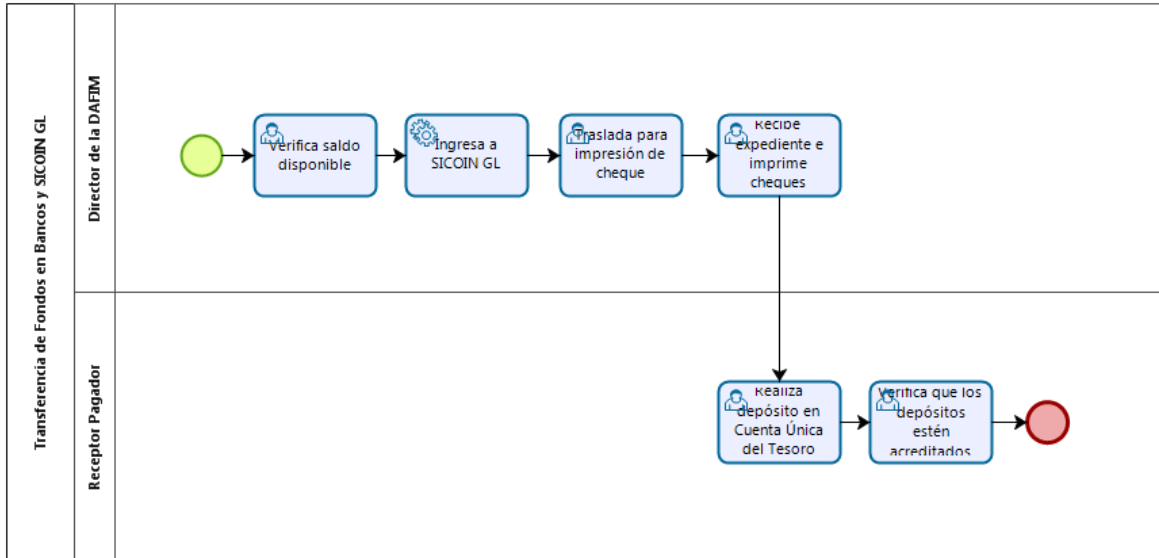 Transferencia de Fondos en Bancos y SICOIN GL
Director de la DAFIM
Verifica saldo
disponible
Ingresa a
SICOIN GL
Traslada para
impresión de
cheque
Recibe
expediente e
imprime
cheques
Receptor Pagador
Realiza
depósito en
Cuenta Única
del Tesoro
Verifica que los
depósitos
estén
acreditados